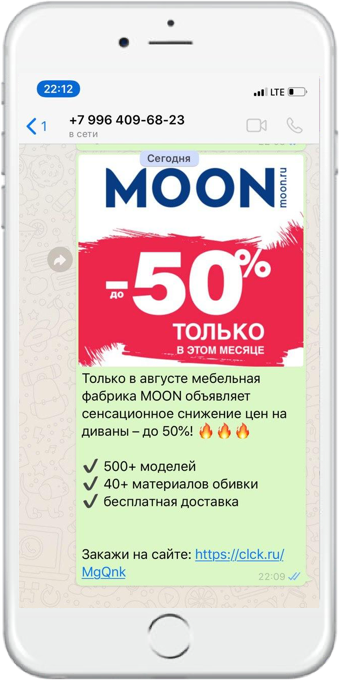 22:12
LTE
1
+7 996 409-68-23
в сети
Сегодня
MOON
moon.ru
до -50%
ТОЛЬКО
В ЭТОМ МЕСЯЦЕ
Только в августе мебельная
фабрика MOON объявляет
сенсационное снижение цен на
диваны – до 50%! 🔥🔥🔥
✔ 500+ моделей
✔ 40+ материалов обивки
✔ бесплатная доставка
Закажи на сайте: https://clck.ru/
MgQnk
22:09